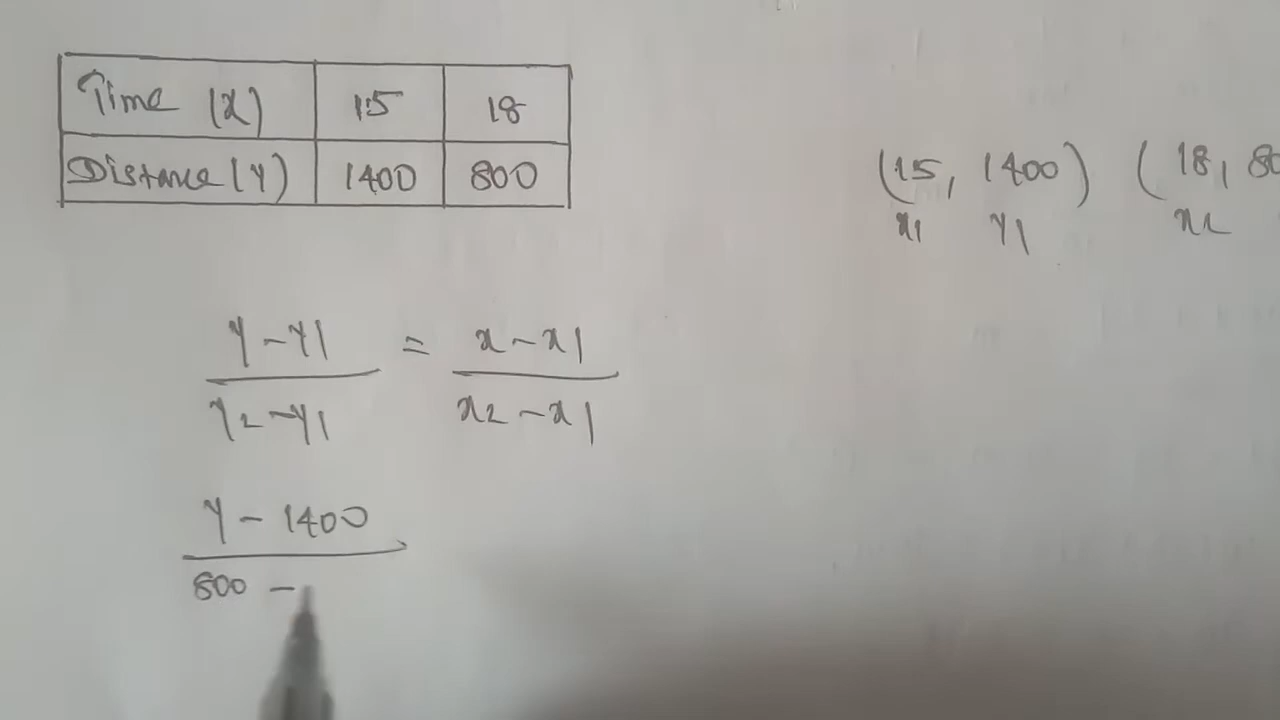 Time (x) 15 18
Distance (y) 1400 800
(15, 1400) (18, 80
x1 y1 x2
y - y1 = x - x1
y2 - y1 x2 - x1
y - 1400
800 -